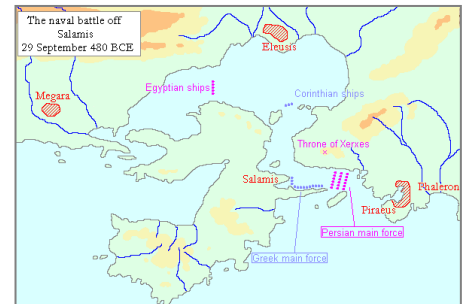 The naval battle off
Salamis
29 September 480 BCE
Eleusis
Egyptian ships
Corinthian ships
Megara
Throne of Xerxes
Salamis
Phaleron
Piraeus
Persian main force
Greek main force